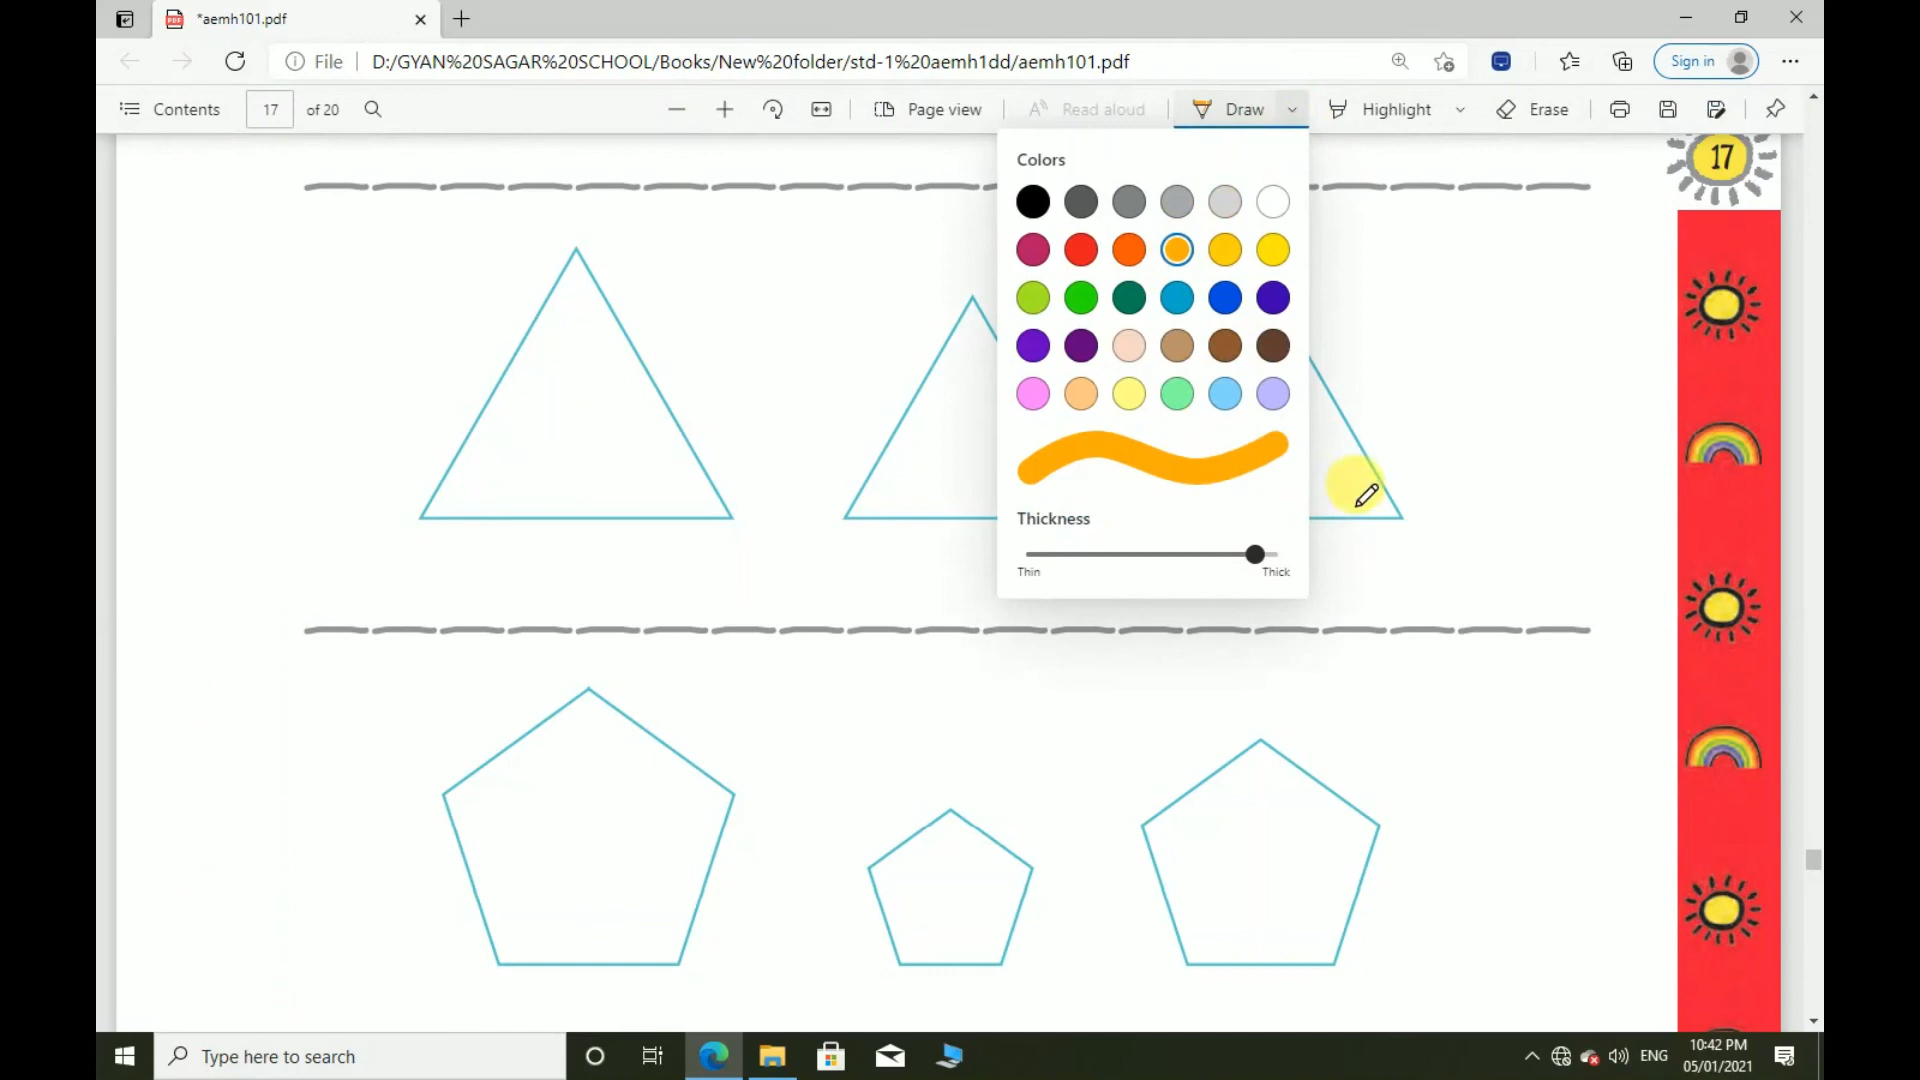 *aemh101.pdf
File
D:/GYAN%20SAGAR%20SCHOOL/Books/New%20folder/std-1%20aemh1dd/aemh101.pdf
Sign in
Contents
17
of 20
Page view
Read aloud
Draw
Highlight
Erase
Colors
Thickness
Thin
Thick
17
Type here to search
ENG
10:42 PM
05/01/2021